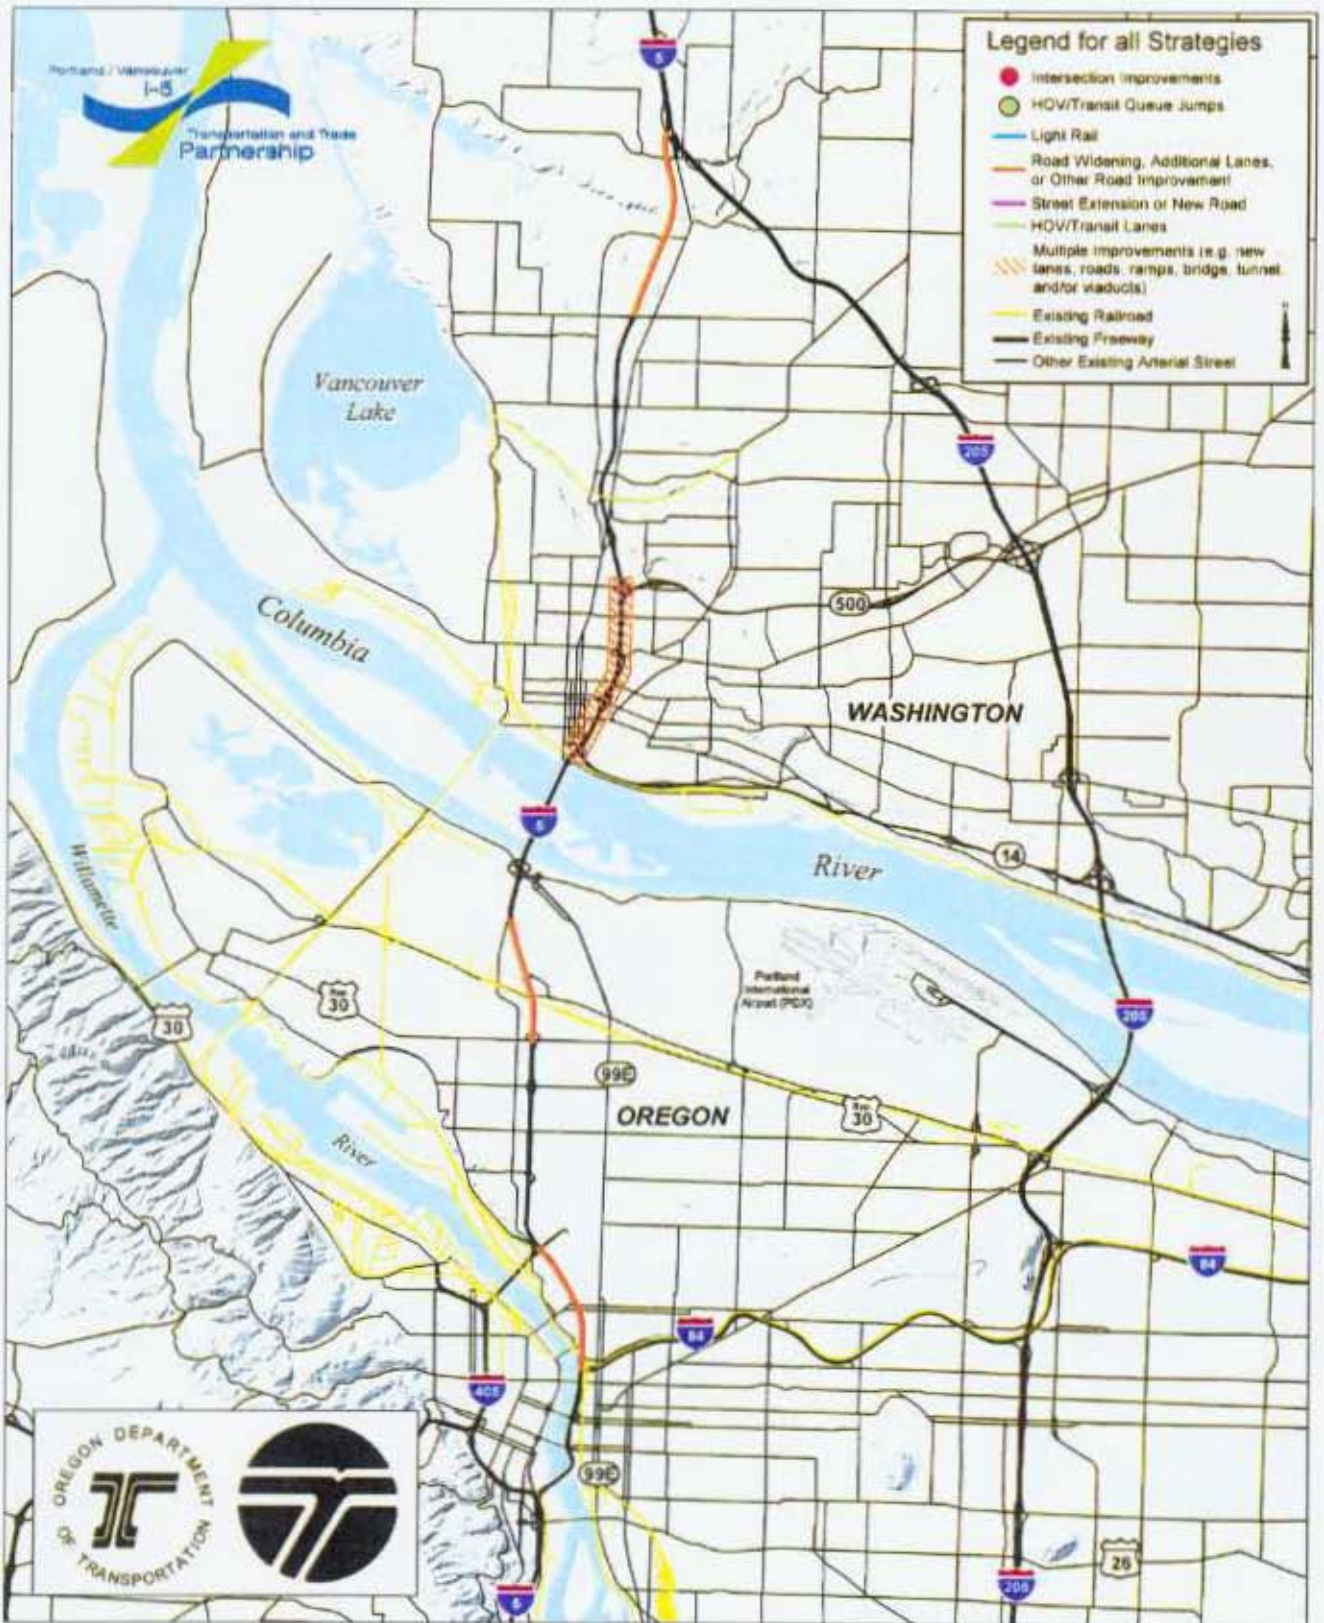 Portland / Vancouver
I-5
Transportation and Trade
Partnership
5
Legend for all Strategies
Intersection Improvements
HOV/Transit Queue Jumps
Light Rail
Road Widening, Additional Lanes,
or Other Road Improvement
Street Extension or New Road
HOV/Transit Lanes
Multiple Improvements (e.g. new
lanes, roads, ramps, bridge, tunnel,
and/or viaducts)
Existing Railroad
Existing Freeway
Other Existing Arterial Street
N
Vancouver
Lake
205
500
Columbia
WASHINGTON
5
14
River
Willamette
Portland
International
Airport (PDX)
30
30
205
99E
OREGON
30
River
84
84
405
OREGON DEPARTMENT
OF TRANSPORTATION
99E
26
205
5